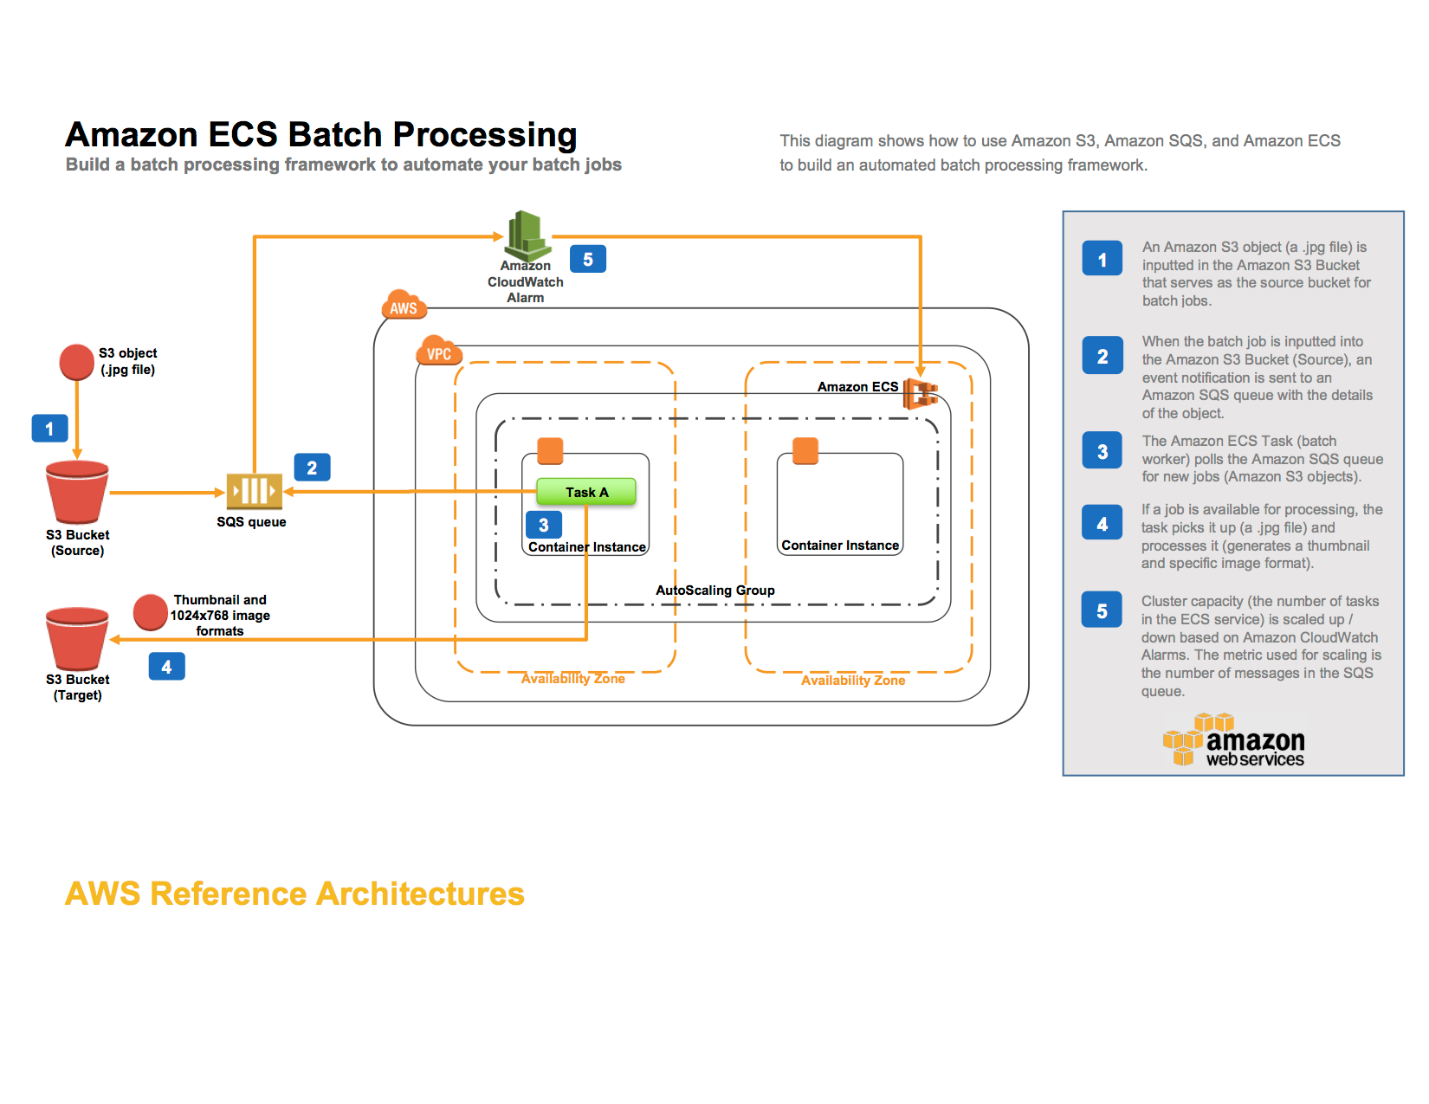 Amazon ECS Batch Processing
Build a batch processing framework to automate your batch jobs
This diagram shows how to use Amazon S3, Amazon SQS, and Amazon ECS
to build an automated batch processing framework.
Amazon
CloudWatch
Alarm
5
AWS
VPC
S3 object
(.jpg file)
1
S3 Bucket
(Source)
SQS queue
2
Amazon ECS
Task A
3
Container Instance
Container Instance
AutoScaling Group
Availability Zone
Availability Zone
Thumbnail and
1024x768 image
formats
4
S3 Bucket
(Target)
1
An Amazon S3 object (a .jpg file) is
inputted in the Amazon S3 Bucket
that serves as the source bucket for
batch jobs.
2
When the batch job is inputted into
the Amazon S3 Bucket (Source), an
event notification is sent to an
Amazon SQS queue with the details
of the object.
3
The Amazon ECS Task (batch
worker) polls the Amazon SQS queue
for new jobs (Amazon S3 objects).
4
If a job is available for processing, the
task picks it up (a .jpg file) and
processes it (generates a thumbnail
and specific image format).
5
Cluster capacity (the number of tasks
in the ECS service) is scaled up /
down based on Amazon CloudWatch
Alarms. The metric used for scaling is
the number of messages in the SQS
queue.
amazon
web services
AWS Reference Architectures